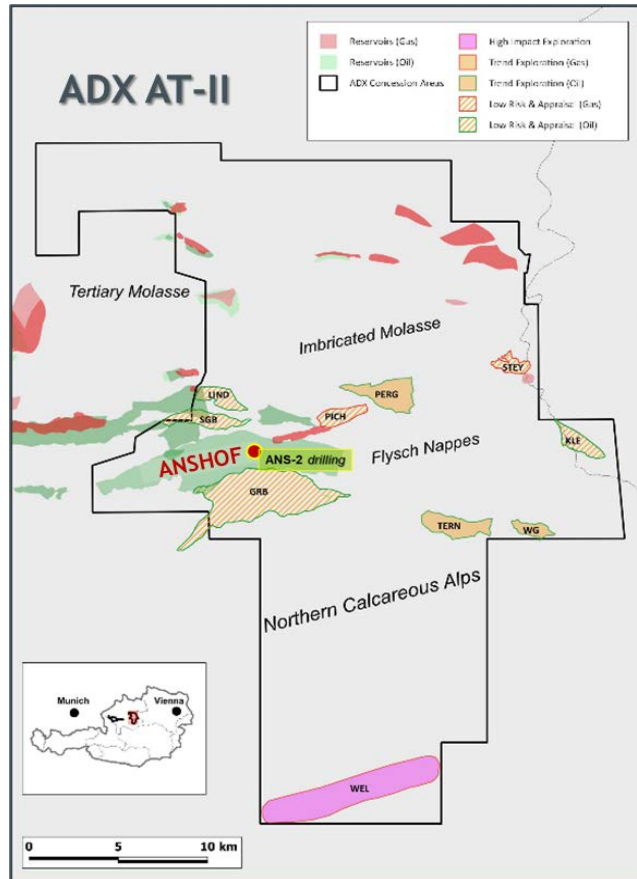 ADX AT-II
Reservoirs (Gas)
Reservoirs (Oil)
ADX Concession Areas
High Impact Exploration
Trend Exploration (Gas)
Trend Exploration (Oil)
Low Risk & Appraisal (Gas)
Low Risk & Appraisal (Oil)
Tertiary Molasse
Imbricated Molasse
STEY
LIND
PERG
SGB
PICH
KLE
Flysch Nappes
ANSHOF
ANS-2 drilling
GRB
TERN
WG
Northern Calcareous Alps
Munich
Vienna
WEL
0 5 10 km